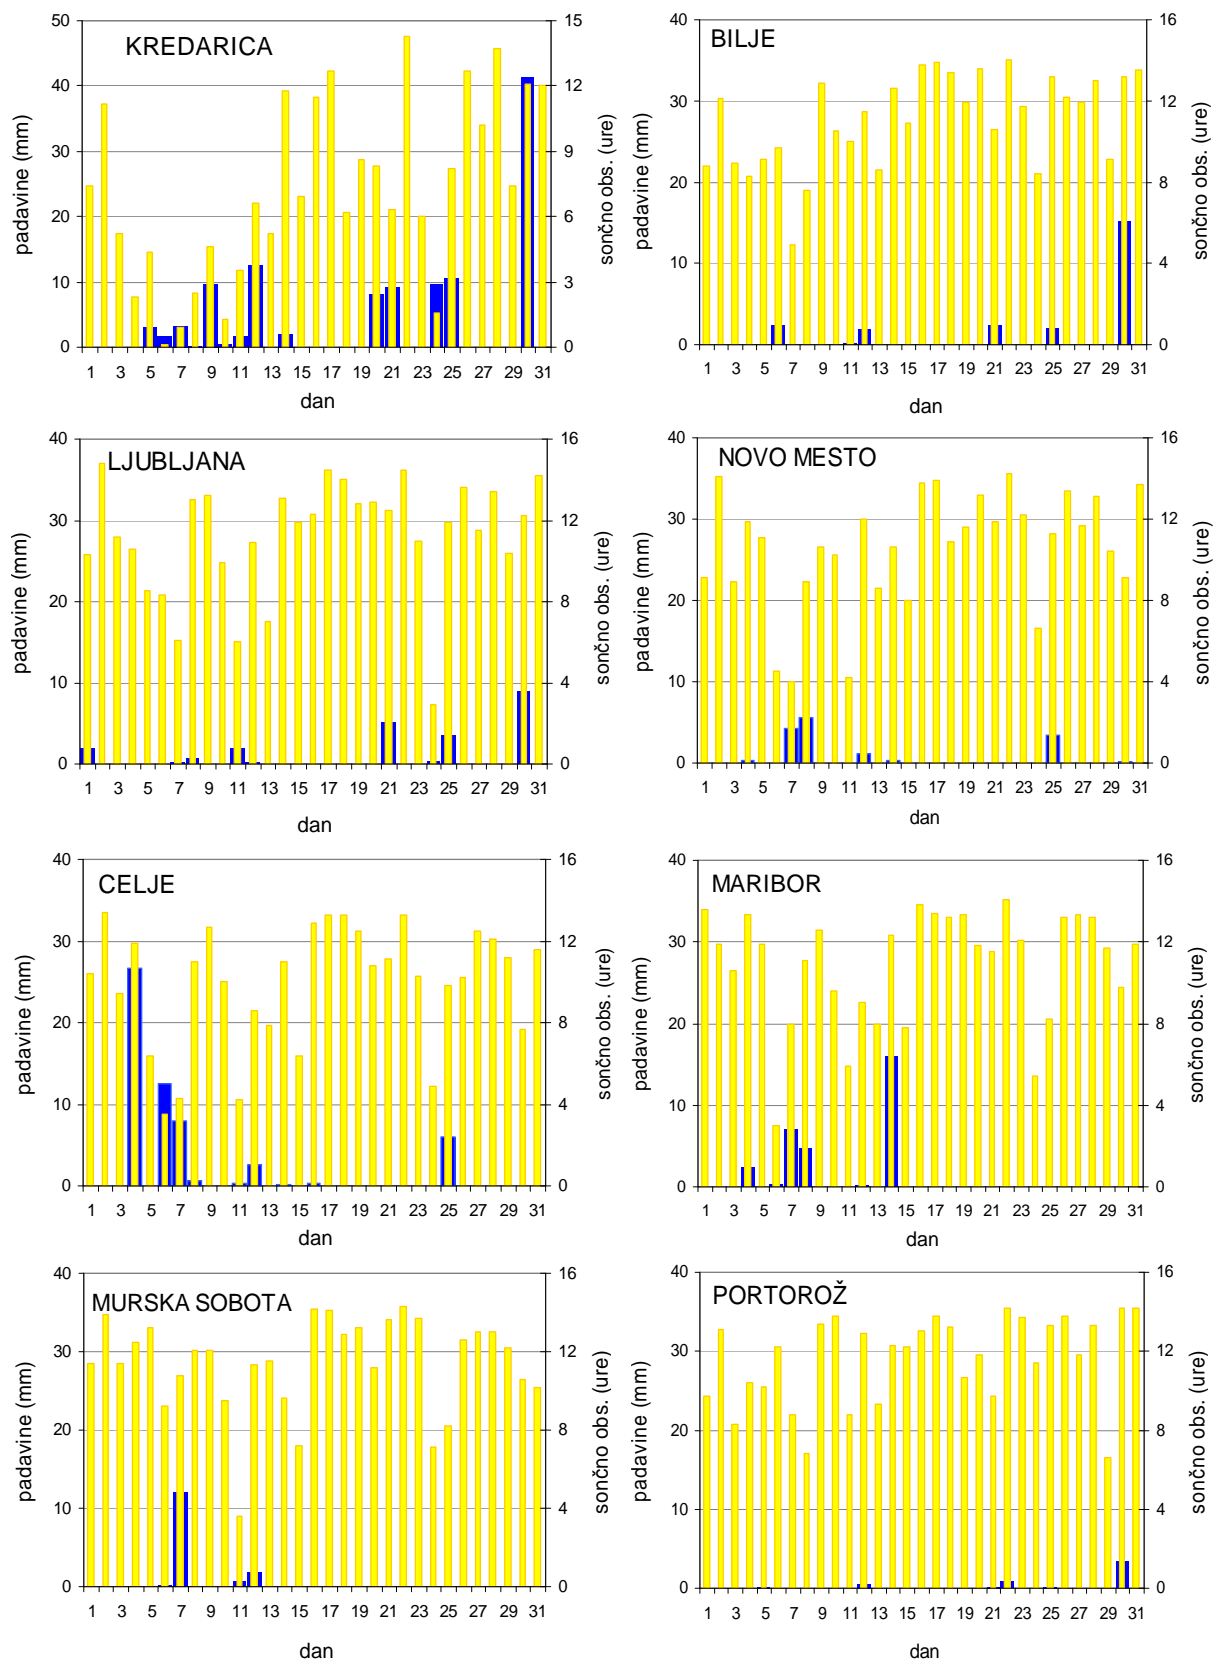 KREDARICA
padavine (mm)
50
40
30
20
10
0
15
12
9
6
3
0
sončno obs. (ure)
1 3 5 7 9 11 13 15 17 19 21 23 25 27 29 31
dan
BILJE
padavine (mm)
40
30
20
10
0
16
12
8
4
0
sončno obs. (ure)
1 3 5 7 9 11 13 15 17 19 21 23 25 27 29 31
dan
LJUBLJANA
padavine (mm)
40
30
20
10
0
16
12
8
4
0
sončno obs. (ure)
1 3 5 7 9 11 13 15 17 19 21 23 25 27 29 31
dan
NOVO MESTO
padavine (mm)
40
30
20
10
0
16
12
8
4
0
sončno obs. (ure)
1 3 5 7 9 11 13 15 17 19 21 23 25 27 29 31
dan
CELJE
padavine (mm)
40
30
20
10
0
16
12
8
4
0
sončno obs. (ure)
1 3 5 7 9 11 13 15 17 19 21 23 25 27 29 31
dan
MARIBOR
padavine (mm)
40
30
20
10
0
16
12
8
4
0
sončno obs. (ure)
1 3 5 7 9 11 13 15 17 19 21 23 25 27 29 31
dan
MURSKA SOBOTA
padavine (mm)
40
30
20
10
0
16
12
8
4
0
sončno obs. (ure)
1 3 5 7 9 11 13 15 17 19 21 23 25 27 29 31
dan
PORTOROŽ
padavine (mm)
40
30
20
10
0
16
12
8
4
0
sončno obs. (ure)
1 3 5 7 9 11 13 15 17 19 21 23 25 27 29 31
dan